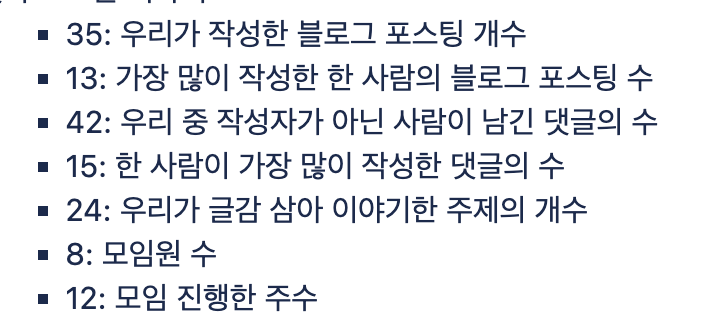 35: 우리가 작성한 블로그 포스팅 개수
13: 가장 많이 작성한 한 사람의 블로그 포스팅 수
42: 우리 중 작성자가 아닌 사람이 남긴 댓글의 수
15: 한 사람이 가장 많이 작성한 댓글의 수
24: 우리가 글감 삼아 이야기한 주제의 개수
8: 모임원 수
12: 모임 진행한 주수